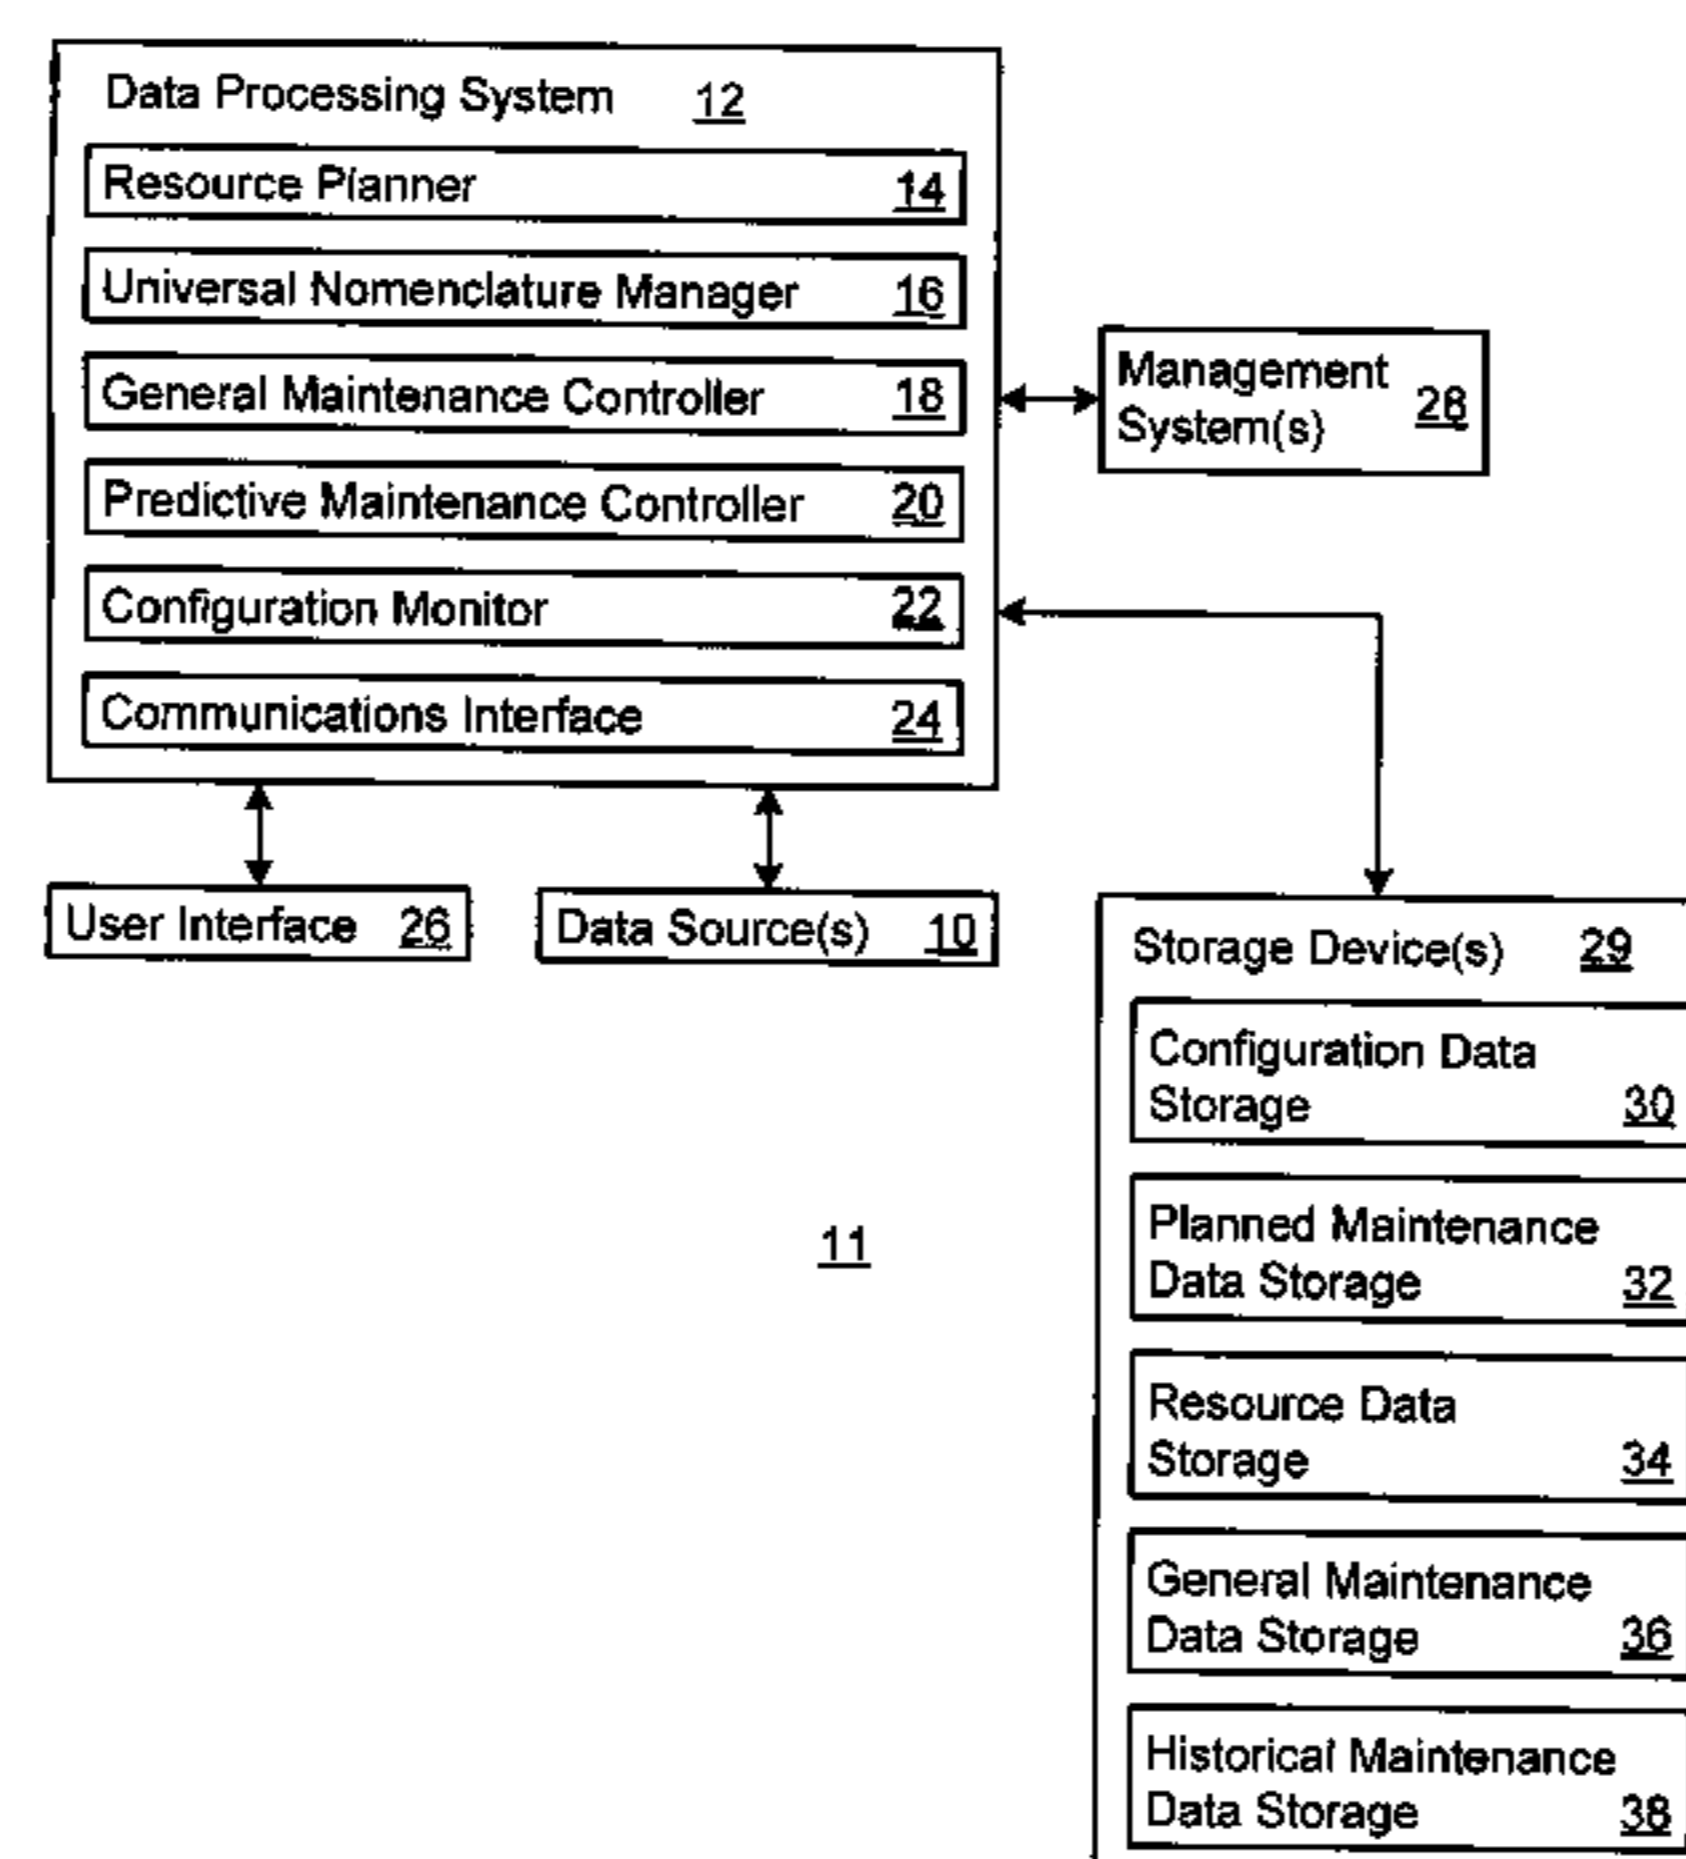 Data Processing System 12
Resource Planner 14
Universal Nomenclature Manager 16
General Maintenance Controller 18
Predictive Maintenance Controller 20
Configuration Monitor 22
Communications Interface 24
Management
System(s) 28
User Interface 26
Data Source(s) 10
Storage Device(s) 29
Configuration Data
Storage 30
11
Planned Maintenance
Data Storage 32
Resource Data
Storage 34
General Maintenance
Data Storage 36
Historical Maintenance
Data Storage 38